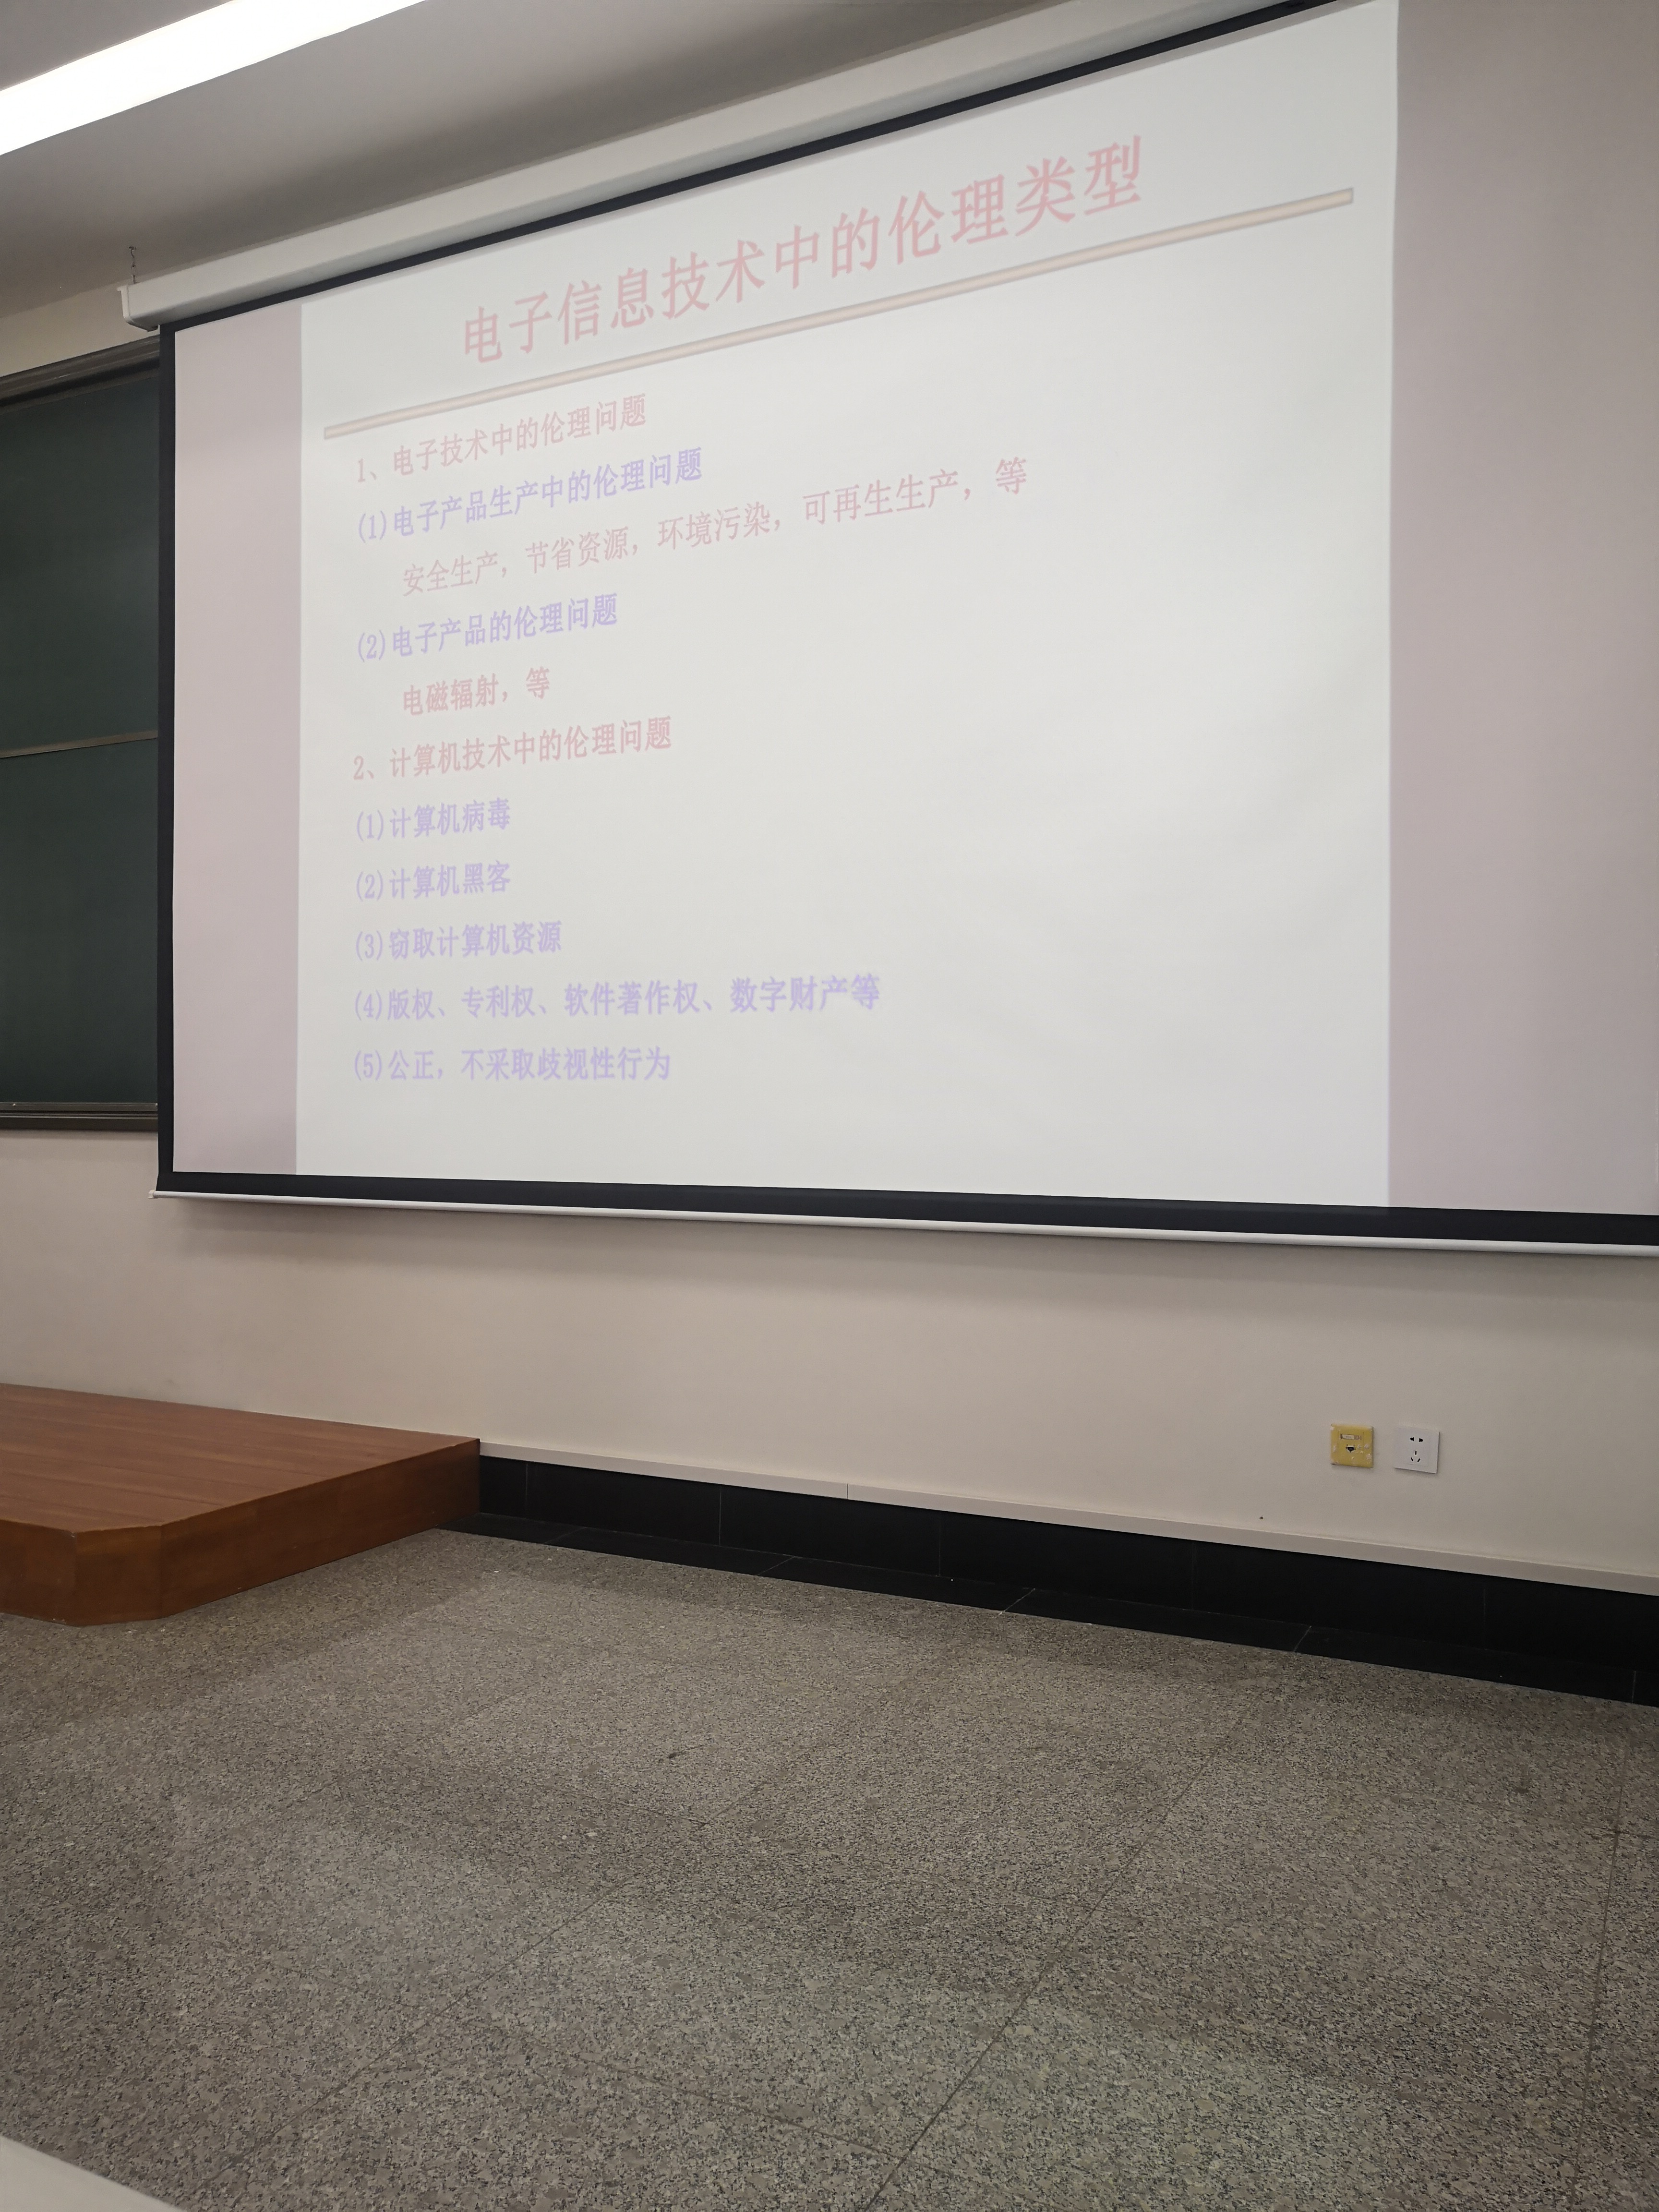 电子信息技术中的伦理类型
1、电子技术中的伦理问题
(1)电子产品生产中的伦理问题
安全生产，节省资源，环境污染，可再生生产，等
(2)电子产品的伦理问题
电磁辐射，等
2、计算机技术中的伦理问题
(1)计算机病毒
(2)计算机黑客
(3)窃取计算机资源
(4)版权、专利权、软件著作权、数字财产等
(5)公正，不采取歧视性行为